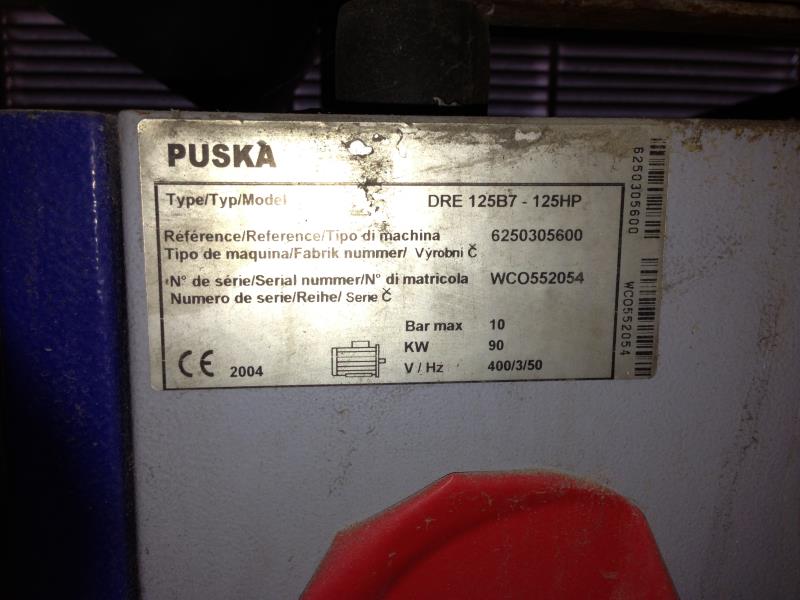 PUSKA
Type/Typ/Model DRE 125B7 - 125HP
Référence/Reference/Tipo di machina 6250305600
Tipo de maquina/Fabrik nummer/ Výrobni Č
N° de série/Serial nummer/N° di matricola WCO552054
Numero de serie/Reihe/ Serie Č
Bar max 10
KW 90
V / Hz 400/3/50
CE 2004
6250305600
WCO552054